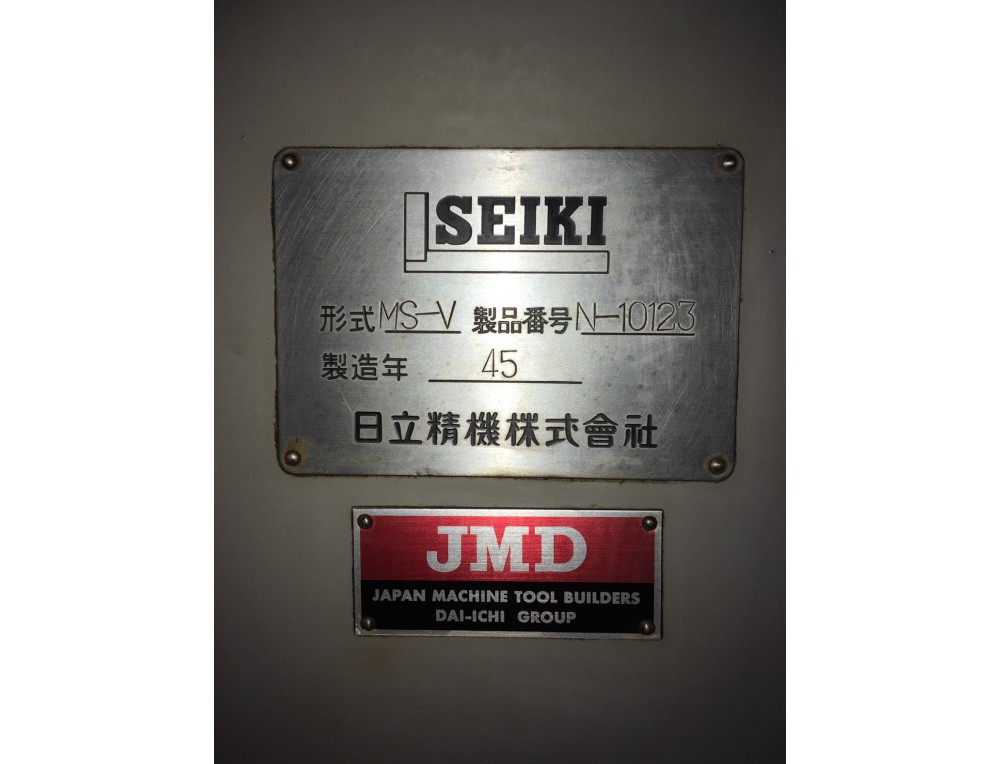 SEIKI
形式 MS-V 製品番号 N-10123
製造年 45
日立精機株式會社
JMD
JAPAN MACHINE TOOL BUILDERS
DAI-ICHI GROUP